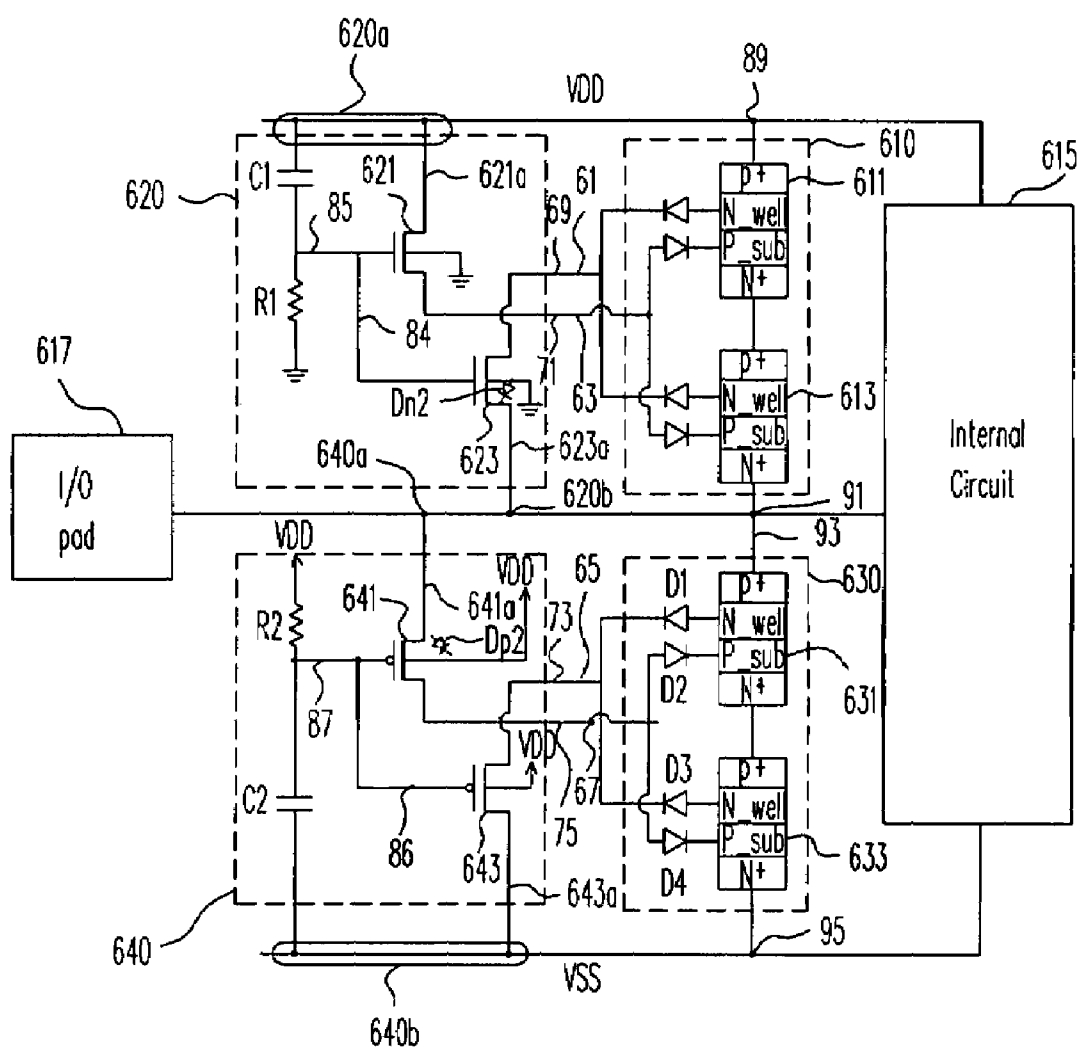 620a
89
VDD
610
621
621a
61
615
C1
P+
611
620
85
69
N_well
P_sub
N+
R1
84
71
63
617
P+
Dn2
N_well
613
P_sub
N+
I/O
pad
623
623a
Internal
Circuit
640a
620b
91
93
VDD
VDD
65
630
641
641a
73
D1
P+
R2
Dp2
N_well
P_sub
D2
N+
631
87
VDD
67
D3
P+
C2
N_well
86
75
P_sub
633
643
D4
N+
643a
640
95
VSS
640b